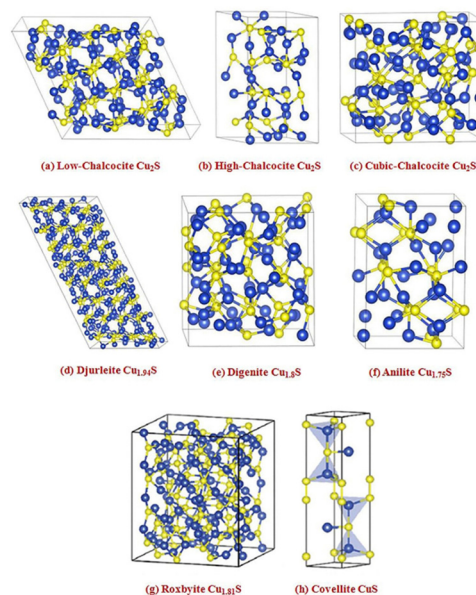 (a) Low-Chalcocite Cu₂S
(b) High-Chalcocite Cu₂S
(c) Cubic-Chalcocite Cu₂S
(d) Djurleite Cu₁.₉₄S
(e) Digenite Cu₁.₈S
(f) Anilite Cu₁.₇₅S
(g) Roxbyite Cu₁.₈₁S
(h) Covellite CuS